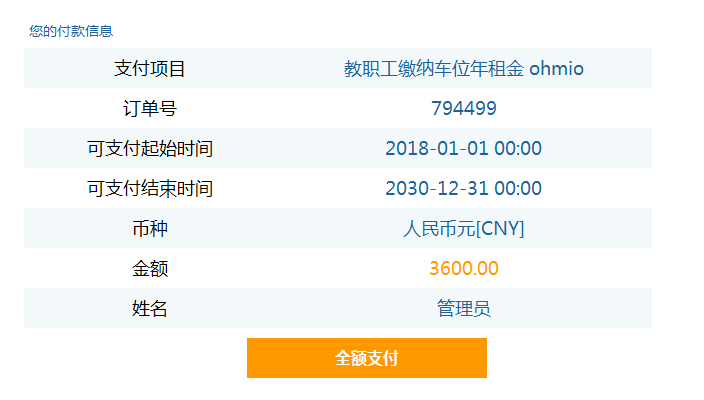 您的付款信息
支付项目 教职工缴纳车位年租金 ohmio
订单号 794499
可支付起始时间 2018-01-01 00:00
可支付结束时间 2030-12-31 00:00
币种 人民币元[CNY]
金额 3600.00
姓名 管理员
全额支付